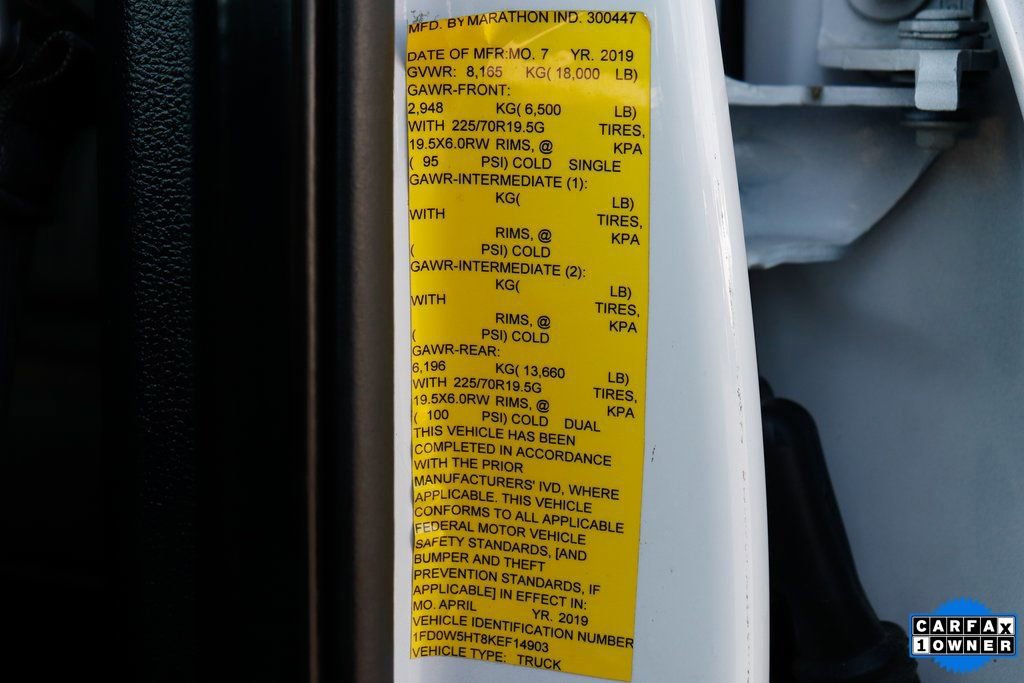 MFD. BY MARATHON IND. 300447
DATE OF MFR:MO. 7 YR. 2019
GVWR: 8,165 KG( 18,000 LB)
GAWR-FRONT:
2,948 KG( 6,500 LB)
WITH 225/70R19.5G TIRES,
19.5X6.0RW RIMS, @ KPA
( 95 PSI) COLD SINGLE
GAWR-INTERMEDIATE (1):
KG( LB)
WITH TIRES,
RIMS, @ KPA
( PSI) COLD
GAWR-INTERMEDIATE (2):
KG( LB)
WITH TIRES,
RIMS, @ KPA
( PSI) COLD
GAWR-REAR:
6,196 KG( 13,660 LB)
WITH 225/70R19.5G TIRES,
19.5X6.0RW RIMS, @ KPA
( 100 PSI) COLD DUAL
THIS VEHICLE HAS BEEN
COMPLETED IN ACCORDANCE
WITH THE PRIOR
MANUFACTURERS' IVD, WHERE
APPLICABLE. THIS VEHICLE
CONFORMS TO ALL APPLICABLE
FEDERAL MOTOR VEHICLE
SAFETY STANDARDS, [AND
BUMPER AND THEFT
PREVENTION STANDARDS, IF
APPLICABLE] IN EFFECT IN:
MO. APRIL YR. 2019
VEHICLE IDENTIFICATION NUMBER
1FD0W5HT8KEF14903
VEHICLE TYPE: TRUCK
CARFAX
1 OWNER